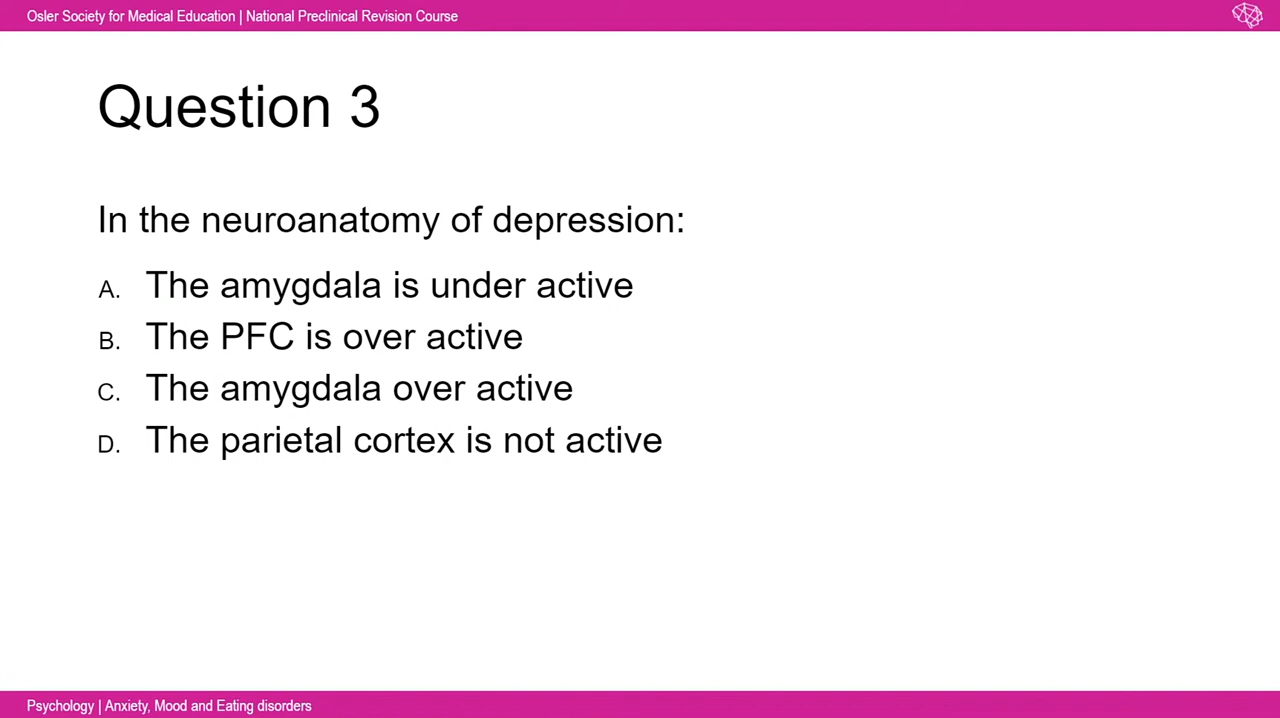 Osler Society for Medical Education | National Preclinical Revision Course
Question 3
In the neuroanatomy of depression:
A. The amygdala is under active
B. The PFC is over active
C. The amygdala over active
D. The parietal cortex is not active
Psychology | Anxiety, Mood and Eating disorders